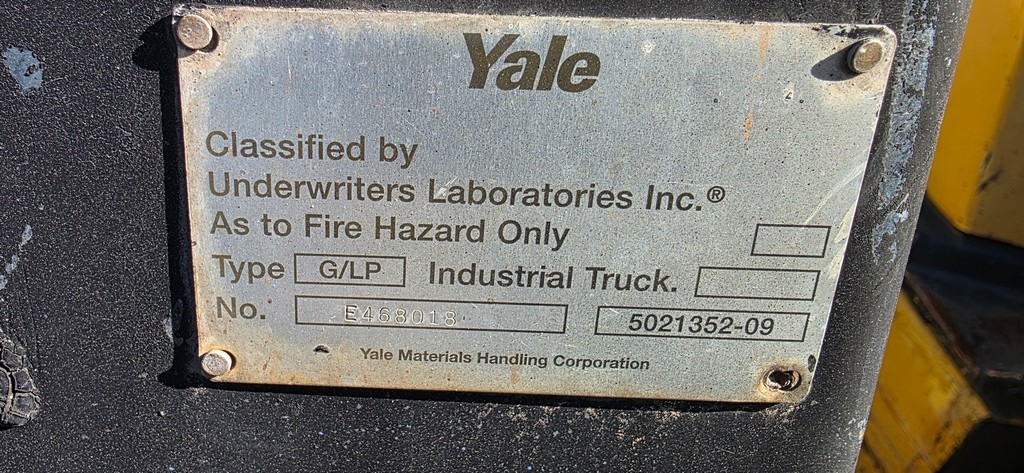 Yale
Classified by
Underwriters Laboratories Inc.®
As to Fire Hazard Only
Type G/LP Industrial Truck.
No. E468018 5021352-09
Yale Materials Handling Corporation